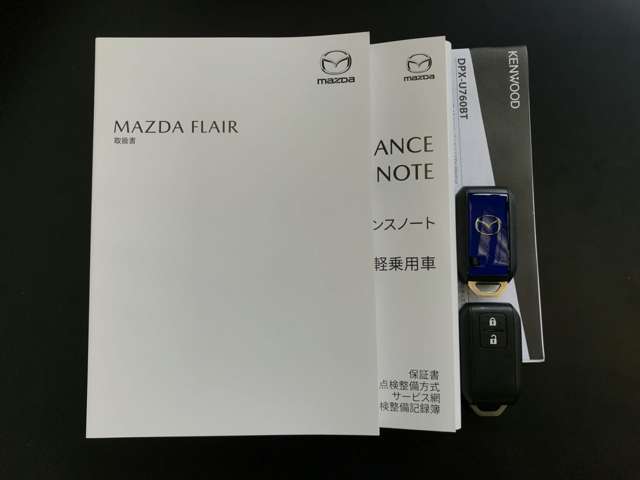 mazda
MAZDA FLAIR
取扱書
mazda
ANCE
NOTE
ンスノート
軽乗用車
保証書
点検整備方式
サービス網
検整備記録簿
KENWOOD
DPX-U760BT